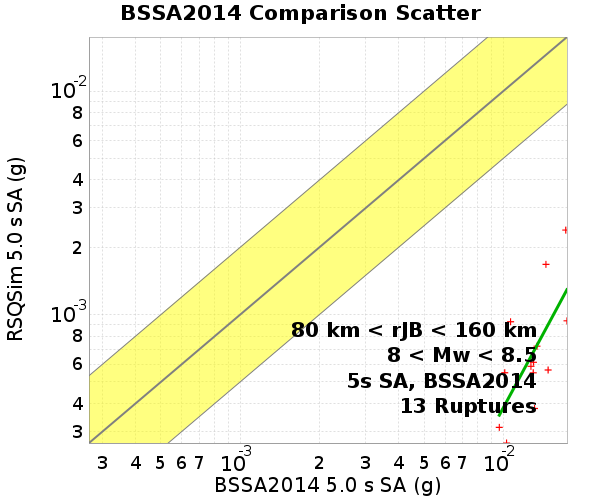 BSSA2014 Comparison Scatter
RSQSim 5.0 s SA (g)
10-2
8
6
4
3
2
10-3
8
6
4
3
80 km < rJB < 160 km
8 < Mw < 8.5
5s SA, BSSA2014
13 Ruptures
3 4 5 6 7 10-3 2 3 4 5 6 7 10-2
BSSA2014 5.0 s SA (g)